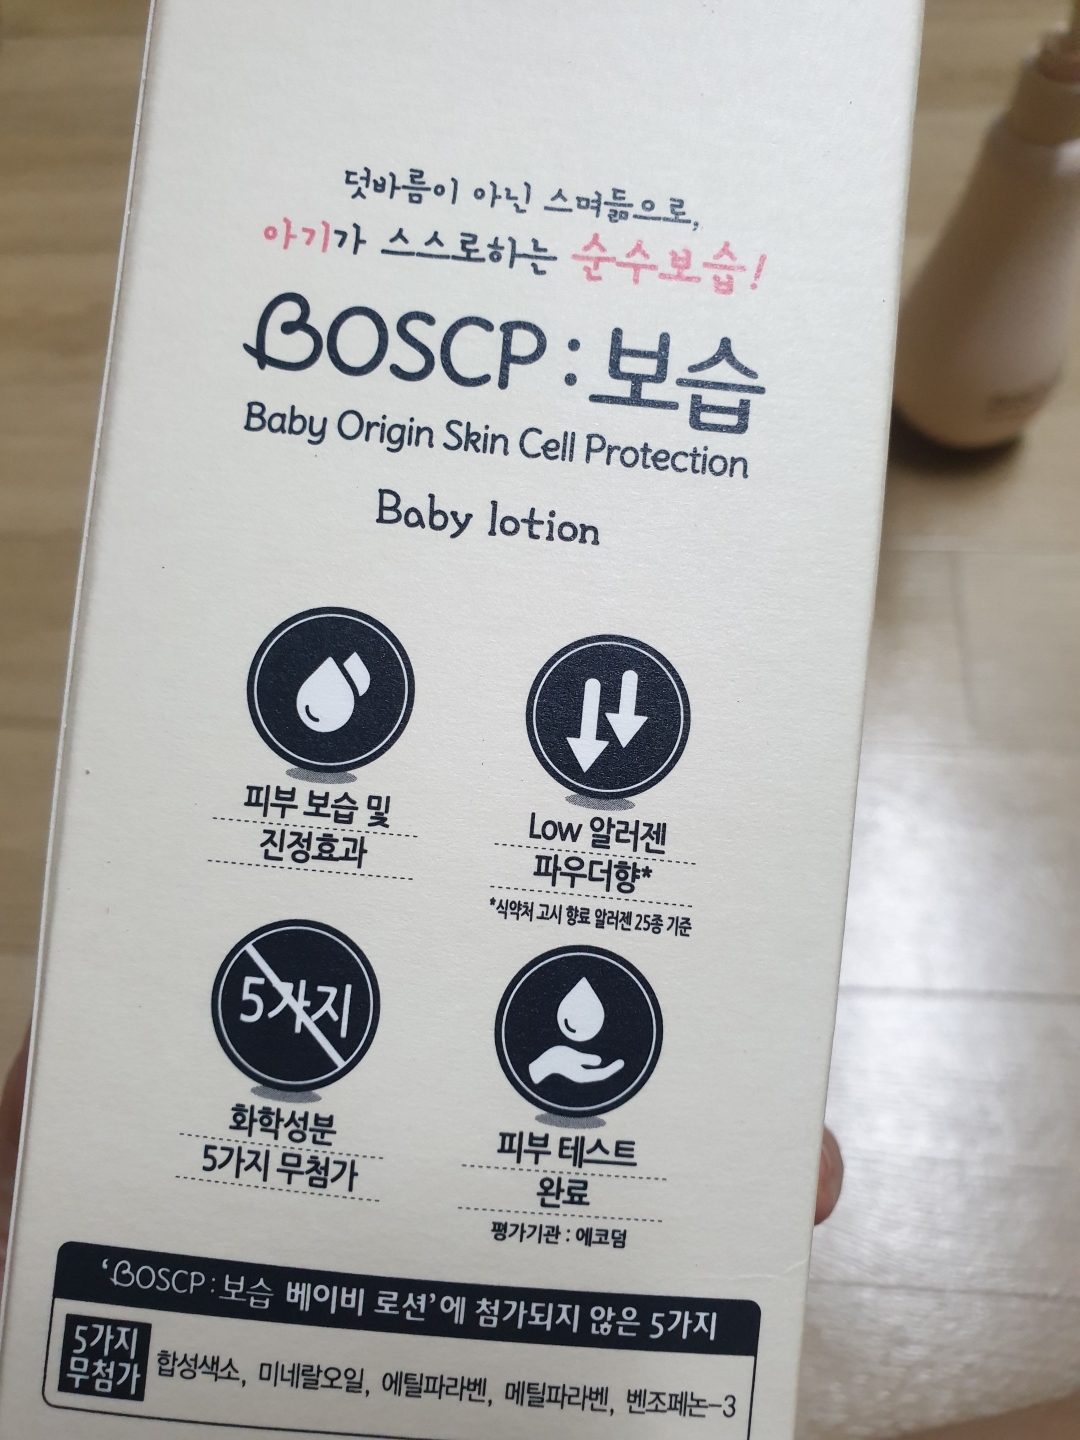 덧바름이 아닌 스며듦으로,
아기가 스스로하는 순수보습!
BOSCP:보습
Baby Origin Skin Cell Protection
Baby lotion
피부 보습 및
진정효과
Low 알러젠
파우더향*
*식약처 고시 향료 알러젠 25종 기준
5가지
화학성분
5가지 무첨가
피부 테스트
완료
평가기관 : 에코덤
'BOSCP:보습 베이비 로션'에 첨가되지 않은 5가지
5가지
무첨가
합성색소, 미네랄오일, 에틸파라벤, 메틸파라벤, 벤조페논-3